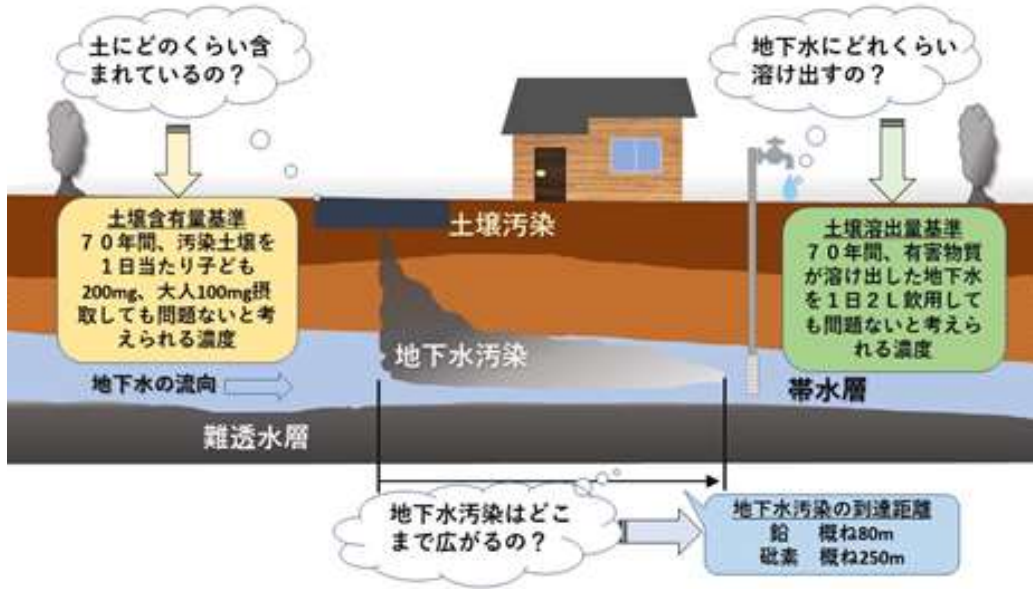 土にどのくらい含
まれているの？
地下水にどれくらい
溶け出すの？
土壌含有量基準
７０年間、汚染土壌を
１日当たり子ども
200mg、大人100mg摂
取しても問題ないと考
えられる濃度
土壌汚染
土壌溶出量基準
７０年間、有害物質
が溶け出した地下水
を１日２L飲用して
も問題ないと考えら
れる濃度
地下水汚染
地下水の流向
帯水層
難透水層
地下水汚染はどこ
まで広がるの？
地下水汚染の到達距離
鉛　概ね80m
砒素　概ね250m